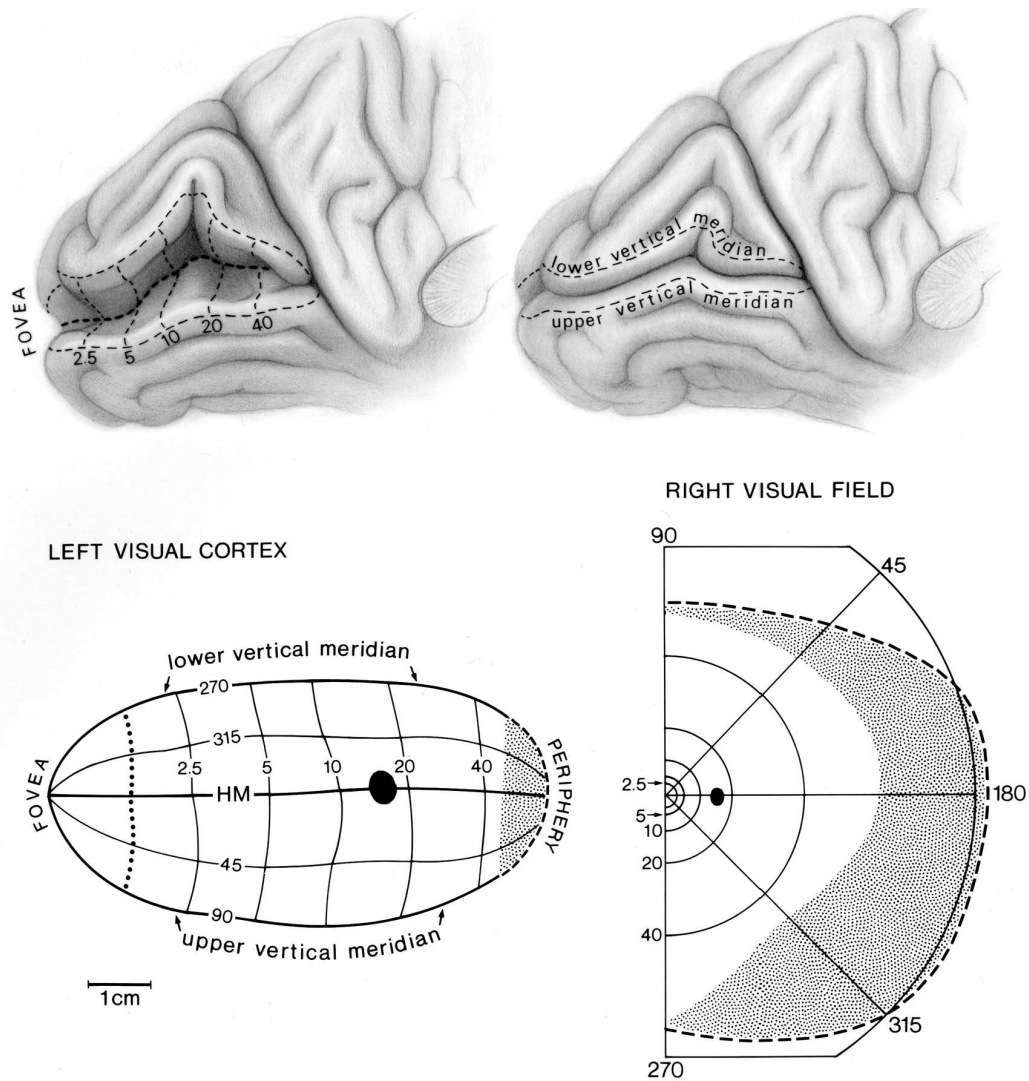 FOVEA
2.5
5
10
20
40
lower vertical meridian
upper vertical meridian
LEFT VISUAL CORTEX
lower vertical meridian
270
315
2.5
5
10
20
40
FOVEA
HM
PERIPHERY
45
90
upper vertical meridian
1cm
RIGHT VISUAL FIELD
90
45
2.5
180
5
10
20
40
315
270